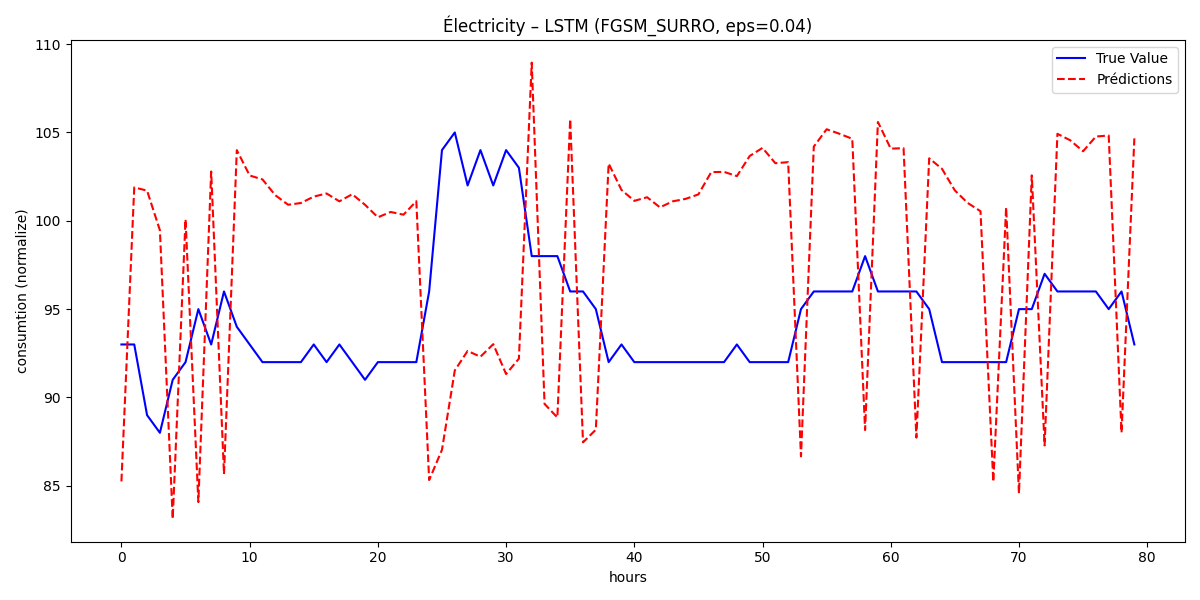 Électricity – LSTM (FGSM_SURRO, eps=0.04)
True Value
Prédictions
consumtion (normalize)
110
105
100
95
90
85
0 10 20 30 40 50 60 70 80
hours